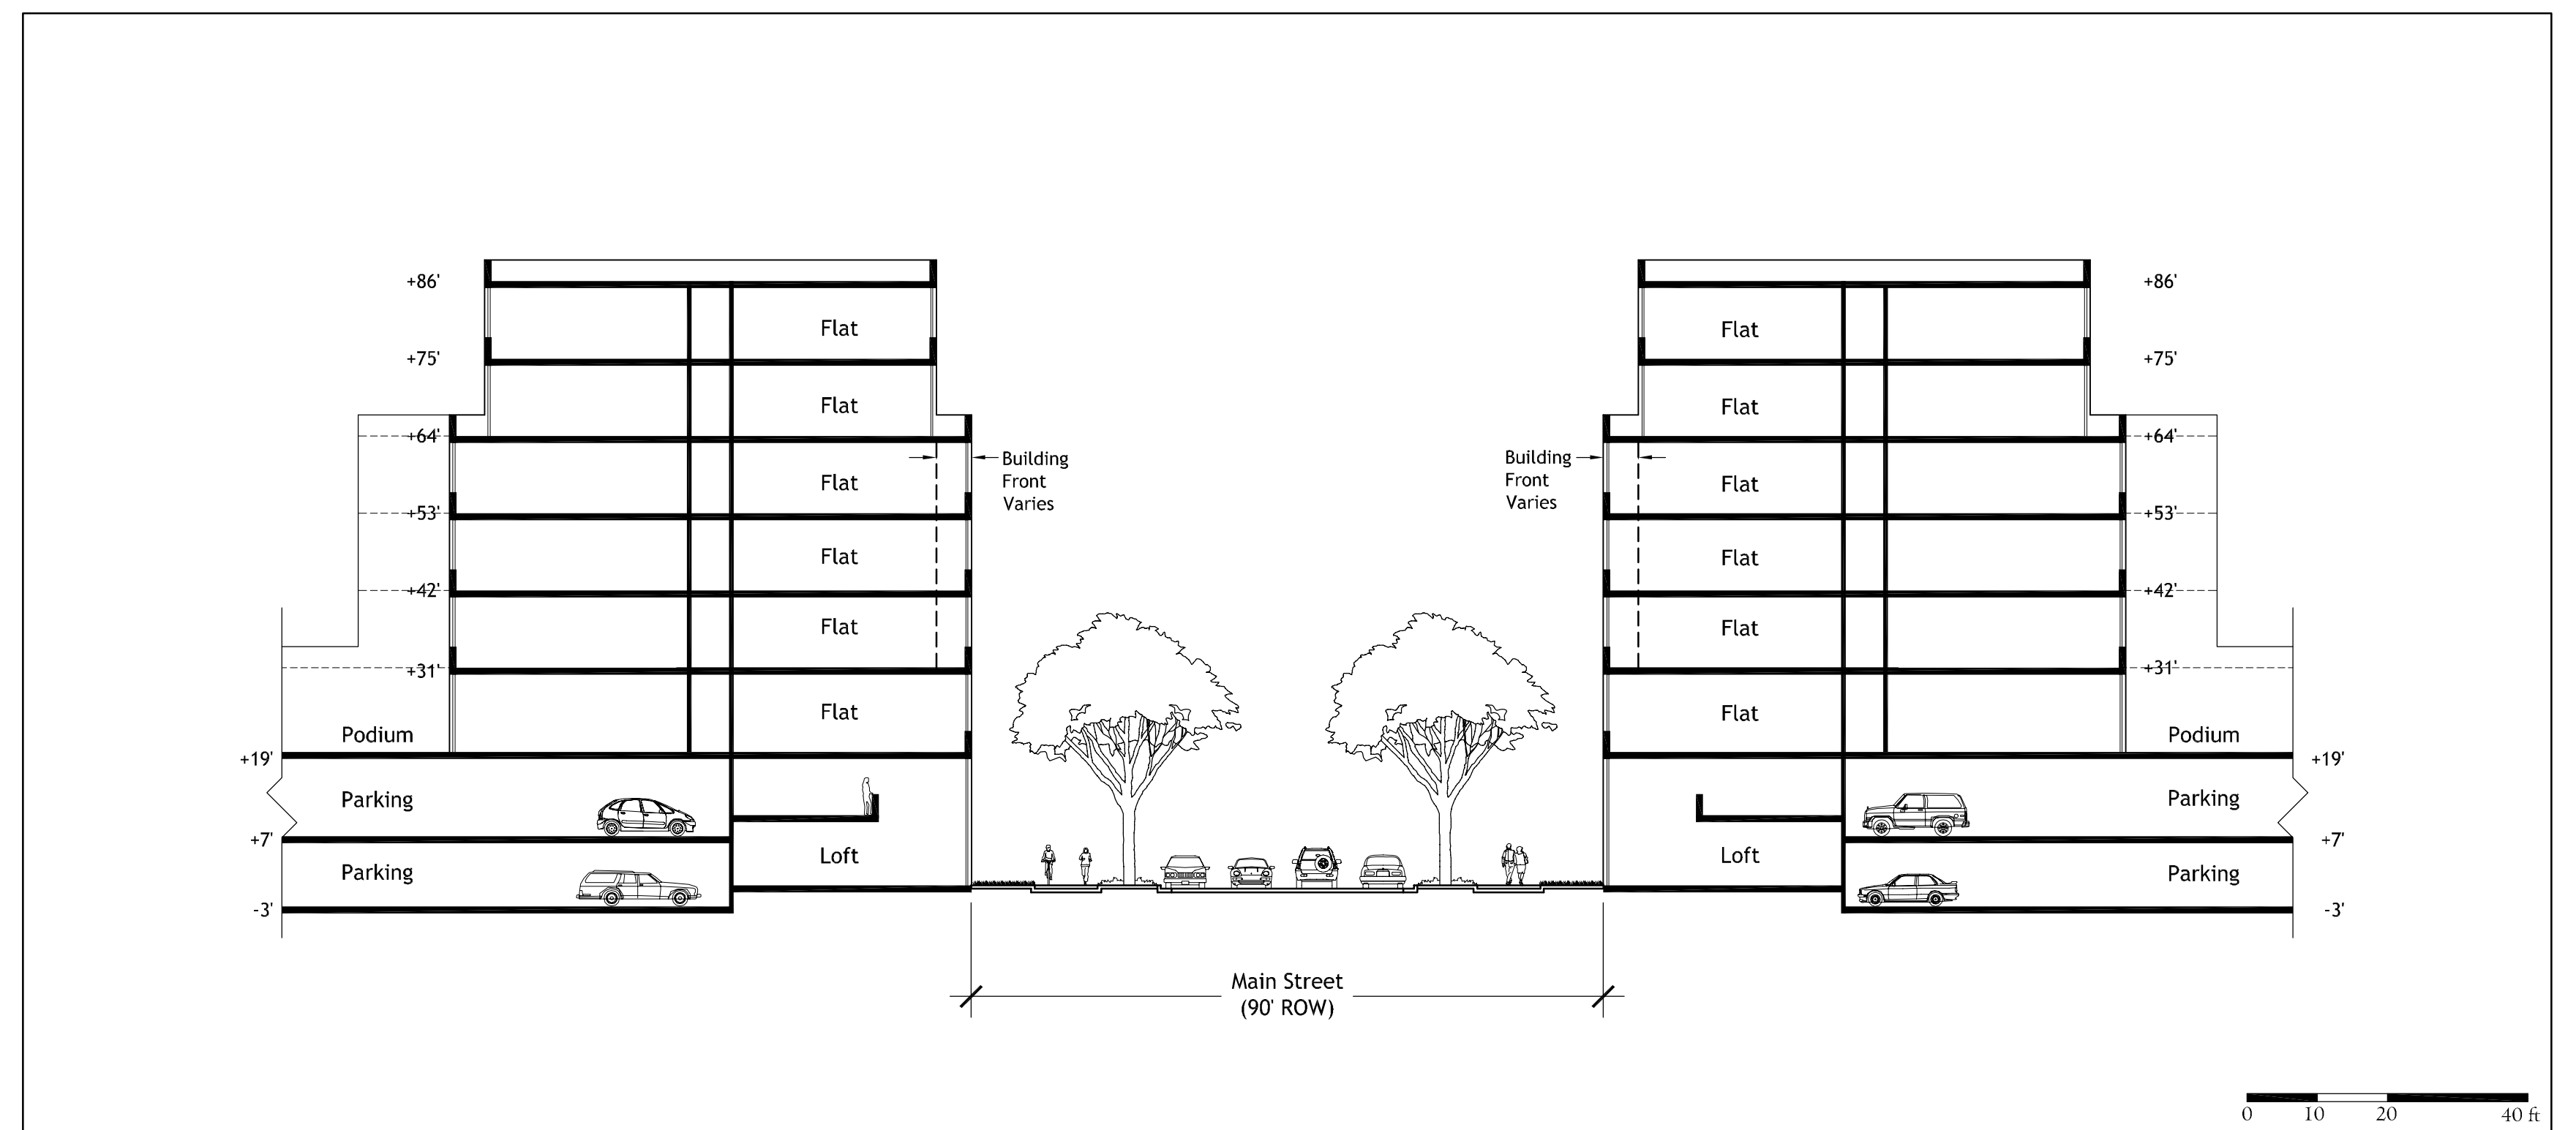 +86' +86'
Flat Flat
+75' +75'
Flat Flat
+64' +64'
Building Building
Flat Front Front Flat
Varies Varies
+53' +53'
Flat Flat
+42' +42'
Flat Flat
+31' +31'
Flat Flat
Podium Podium
+19' +19'
Parking Parking
+7' +7'
Loft Loft
Parking Parking
-3' -3'
Main Street
(90' ROW)
0 10 20 40 ft